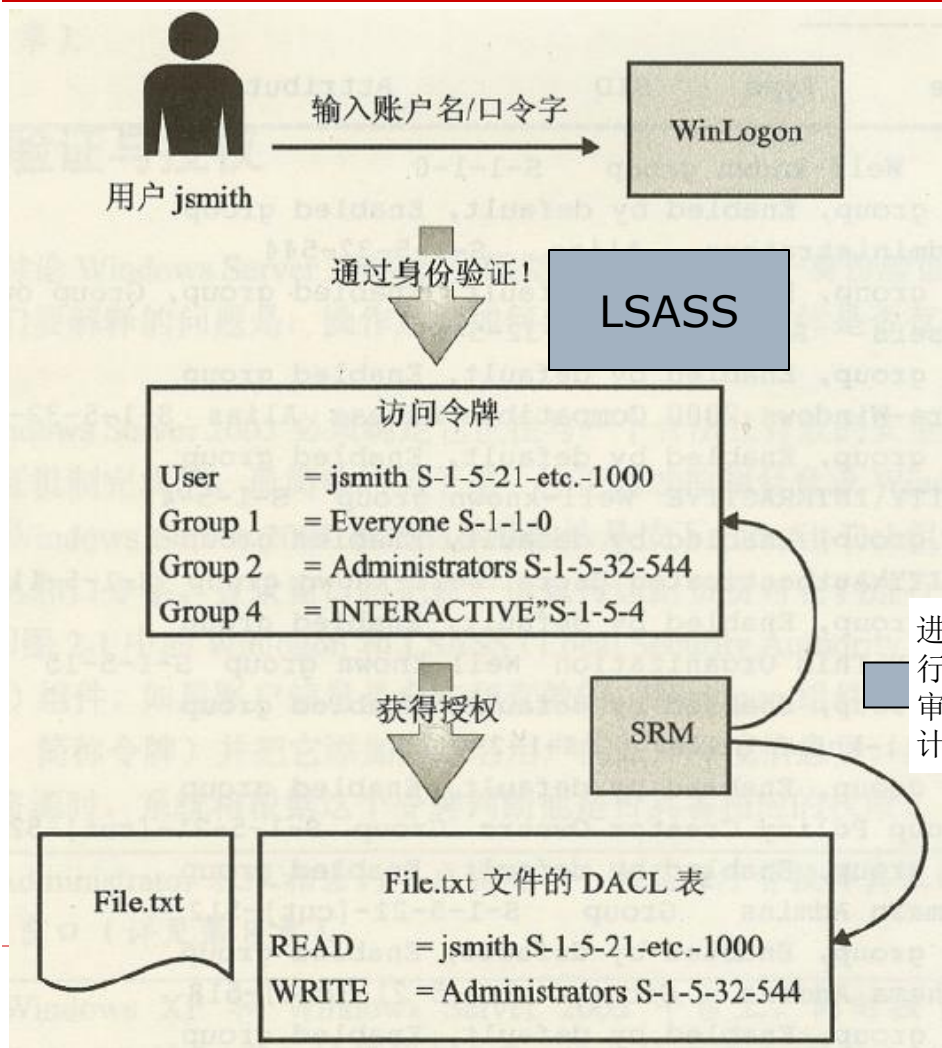 输入账户名/口令字
WinLogon
用户 jsmith
通过身份验证!
LSASS
访问令牌
User = jsmith S-1-5-21-etc.-1000
Group 1 = Everyone S-1-1-0
Group 2 = Administrators S-1-5-32-544
Group 4 = INTERACTIVE”S-1-5-4
进
行
审
计
获得授权
SRM
File.txt
File.txt 文件的 DACL 表
READ = jsmith S-1-5-21-etc.-1000
WRITE = Administrators S-1-5-32-544